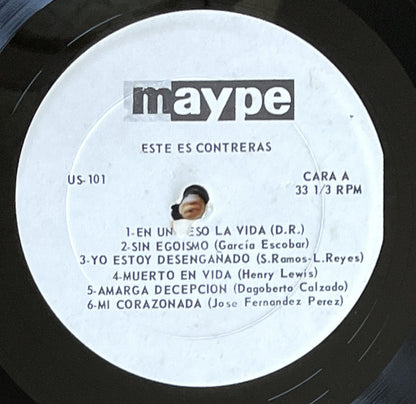 maype
ESTE ES CONTRERAS
US-101
CARA A
33 1/3 RPM
1-EN UN ESO LA VIDA (D.R.)
2-SIN EGOISMO (García Escobar)
3-YO ESTOY DESENGAÑADO (S.Ramos-L.Reyes)
4-MUERTO EN VIDA (Henry Lewis)
5-AMARGA DECEPCION (Dagoberto Calzado)
6-MI CORAZONADA (Jose Fernandez Perez)